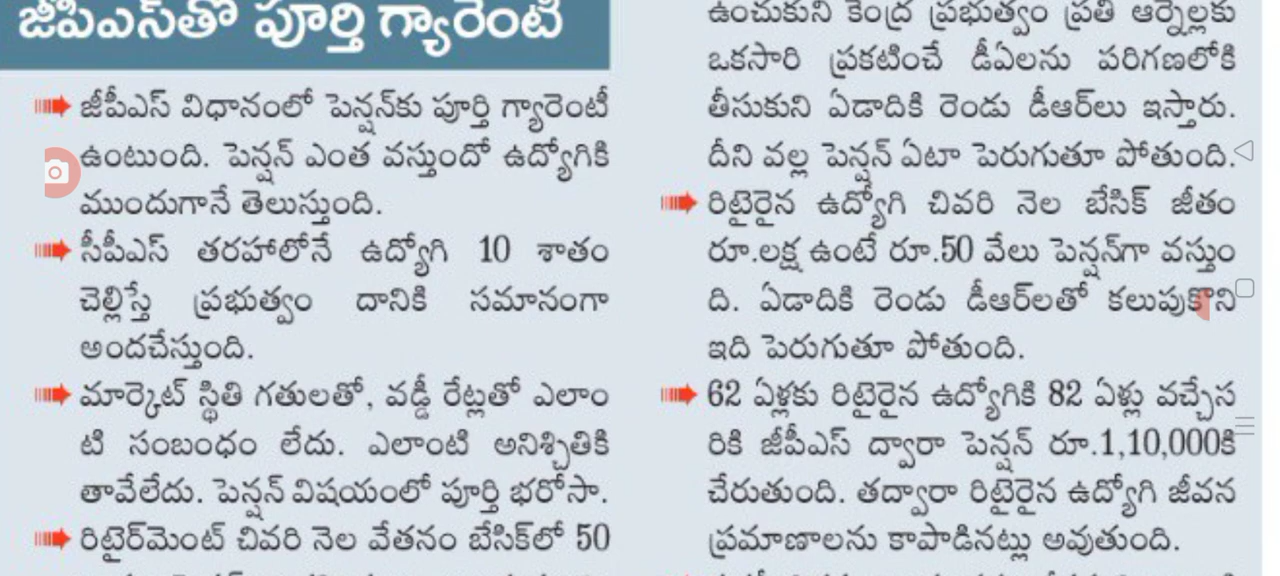 జీపీఎస్‌తో పూర్తి గ్యారెంటీ
జీపీఎస్ విధానంలో పెన్షన్‌కు పూర్తి గ్యారెంటీ
ఉంటుంది. పెన్షన్ ఎంత వస్తుందో ఉద్యోగికి
ముందుగానే తెలుస్తుంది.
సీపీఎస్ తరహాలోనే ఉద్యోగి 10 శాతం
చెల్లిస్తే ప్రభుత్వం దానికి సమానంగా
అందచేస్తుంది.
మార్కెట్ స్థితి గతులతో, వడ్డీ రేట్లతో ఎలాం
టి సంబంధం లేదు. ఎలాంటి అనిశ్చితికి
తావేలేదు. పెన్షన్ విషయంలో పూర్తి భరోసా.
రిటైర్‌మెంట్ చివరి నెల వేతనం బేసిక్‌లో 50
ఉంచుకుని కేంద్ర ప్రభుత్వం ప్రతి ఆర్నెల్లకు
ఒకసారి ప్రకటించే డీఏలను పరిగణలోకి
తీసుకుని ఏడాదికి రెండు డీఆర్‌లు ఇస్తారు.
దీని వల్ల పెన్షన్ ఏటా పెరుగుతూ పోతుంది.
రిటైరైన ఉద్యోగి చివరి నెల బేసిక్ జీతం
రూ.లక్ష ఉంటే రూ.50 వేలు పెన్షన్‌గా వస్తుం
ది. ఏడాదికి రెండు డీఆర్‌లతో కలుపుకొని
ఇది పెరుగుతూ పోతుంది.
62 ఏళ్లకు రిటైరైన ఉద్యోగికి 82 ఏళ్లు వచ్చేస
రికి జీపీఎస్ ద్వారా పెన్షన్ రూ.1,10,000కి
చేరుతుంది. తద్వారా రిటైరైన ఉద్యోగి జీవన
ప్రమాణాలను కాపాడినట్లు అవుతుంది.